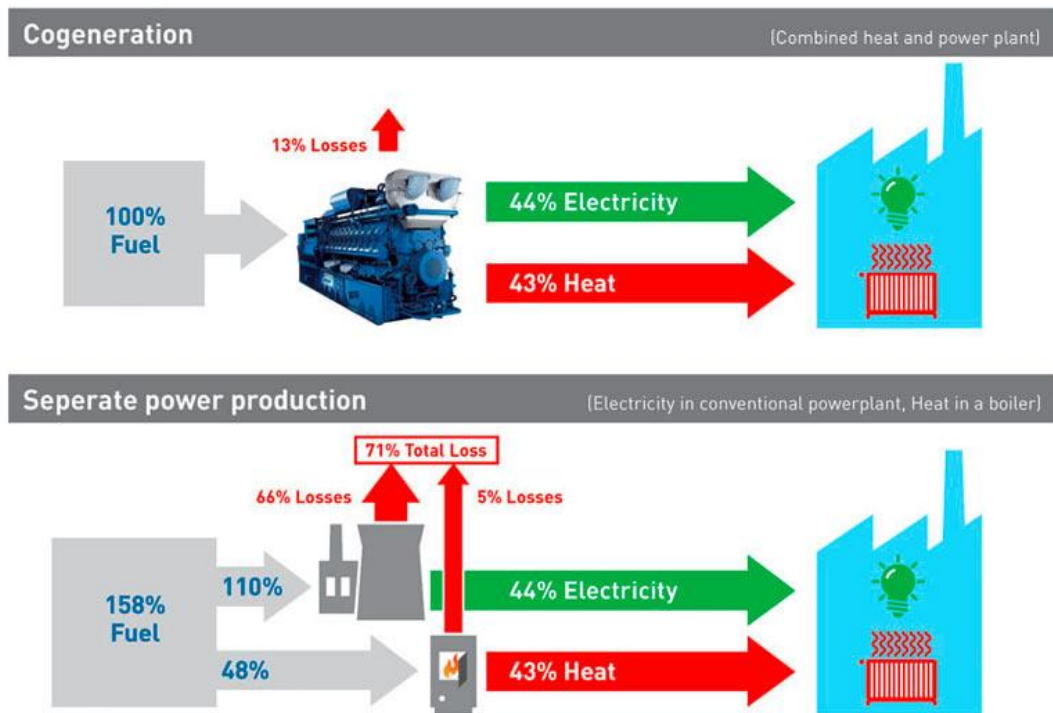 Cogeneration
(Combined heat and power plant)
13% Losses
100%
Fuel
44% Electricity
43% Heat
Seperate power production
(Electricity in conventional powerplant, Heat in a boiler)
71% Total Loss
66% Losses
5% Losses
158%
Fuel
110%
44% Electricity
48%
43% Heat